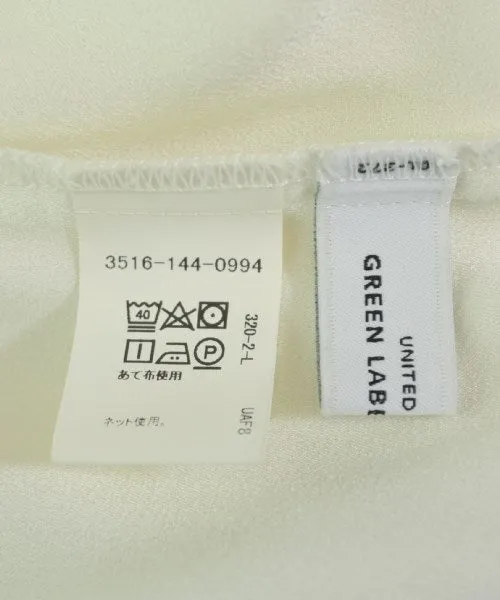 3516-144-0994
40
P
あて布使用
ネット使用。
320-2-L
UAF8
GREEN LABE
UNITED